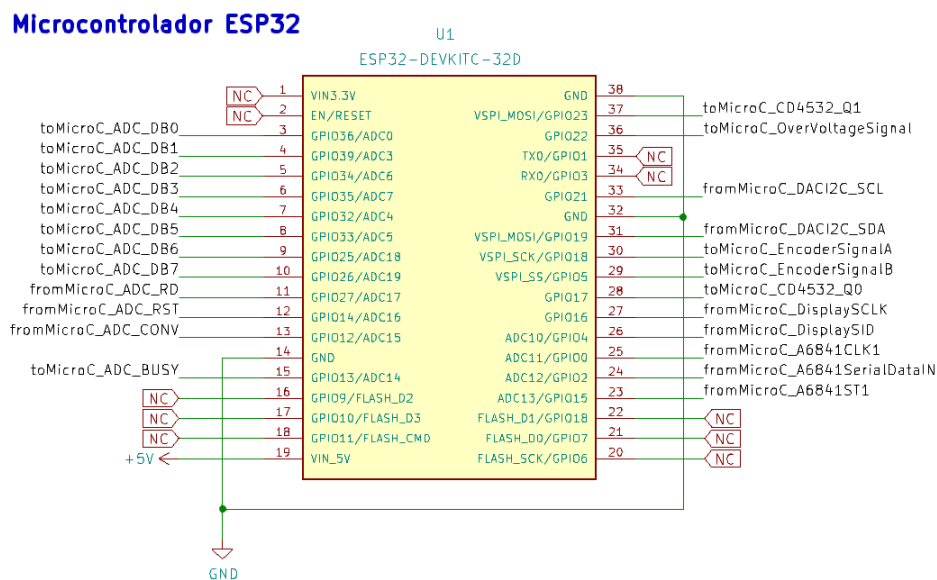 Microcontrolador ESP32
U1
ESP32-DEVKITC-32D
NC 1 VIN3.3V
NC 2 EN/RESET
toMicroC_ADC_DB0 3 GPIO36/ADC0
toMicroC_ADC_DB1 4 GPIO39/ADC3
toMicroC_ADC_DB2 5 GPIO34/ADC6
toMicroC_ADC_DB3 6 GPIO35/ADC7
toMicroC_ADC_DB4 7 GPIO32/ADC4
toMicroC_ADC_DB5 8 GPIO33/ADC5
toMicroC_ADC_DB6 9 GPIO25/ADC18
toMicroC_ADC_DB7 10 GPIO26/ADC19
fromMicroC_ADC_RD 11 GPIO27/ADC17
fromMicroC_ADC_RST 12 GPIO14/ADC16
fromMicroC_ADC_CONV 13 GPIO12/ADC15
14 GND
toMicroC_ADC_BUSY 15 GPIO13/ADC14
NC 16 GPIO9/FLASH_D2
NC 17 GPIO10/FLASH_D3
NC 18 GPIO11/FLASH_CMD
+5V 19 VIN_5V
GND 38
VSPI_MOSI/GPIO23 37 toMicroC_CD4532_Q1
GPIO22 36 toMicroC_OverVoltageSignal
TX0/GPIO1 35 NC
RX0/GPIO3 34 NC
GPIO21 33 fromMicroC_DACI2C_SCL
GND 32
VSPI_MOSI/GPIO19 31 fromMicroC_DACI2C_SDA
VSPI_SCK/GPIO18 30 toMicroC_EncoderSignalA
VSPI_SS/GPIO5 29 toMicroC_EncoderSignalB
GPIO17 28 toMicroC_CD4532_Q0
GPIO16 27 fromMicroC_DisplaySCLK
ADC10/GPIO4 26 fromMicroC_DisplaySID
ADC11/GPIO0 25 fromMicroC_A6841CLK1
ADC12/GPIO2 24 fromMicroC_A6841SerialDataIN
ADC13/GPIO15 23 fromMicroC_A6841ST1
FLASH_D1/GPIO18 22 NC
FLASH_D0/GPIO7 21 NC
FLASH_SCK/GPIO6 20 NC
GND